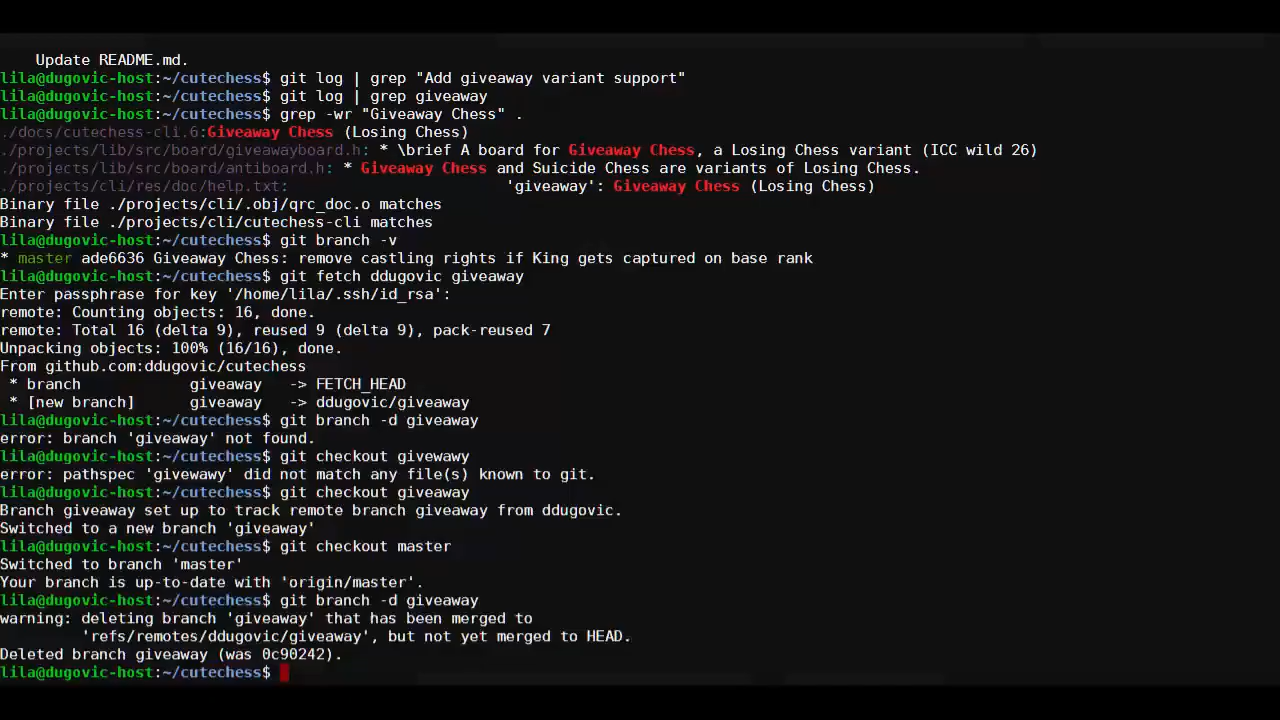 Update README.md.
lila@dugovic-host:~/cutechess$ git log | grep "Add giveaway variant support"
lila@dugovic-host:~/cutechess$ git log | grep giveaway
lila@dugovic-host:~/cutechess$ grep -wr "Giveaway Chess" .
./docs/cutechess-cli.6:Giveaway Chess (Losing Chess)
./projects/lib/src/board/giveawayboard.h: * \brief A board for Giveaway Chess, a Losing Chess variant (ICC wild 26)
./projects/lib/src/board/antiboard.h: * Giveaway Chess and Suicide Chess are variants of Losing Chess.
./projects/cli/res/doc/help.txt: 'giveaway': Giveaway Chess (Losing Chess)
Binary file ./projects/cli/.obj/qrc_doc.o matches
Binary file ./projects/cli/cutechess-cli matches
lila@dugovic-host:~/cutechess$ git branch -v
* master ade6636 Giveaway Chess: remove castling rights if King gets captured on base rank
lila@dugovic-host:~/cutechess$ git fetch ddugovic giveaway
Enter passphrase for key '/home/lila/.ssh/id_rsa':
remote: Counting objects: 16, done.
remote: Total 16 (delta 9), reused 9 (delta 9), pack-reused 7
Unpacking objects: 100% (16/16), done.
From github.com:ddugovic/cutechess
* branch giveaway -> FETCH_HEAD
* [new branch] giveaway -> ddugovic/giveaway
lila@dugovic-host:~/cutechess$ git branch -d giveaway
error: branch 'giveaway' not found.
lila@dugovic-host:~/cutechess$ git checkout givewawy
error: pathspec 'givewawy' did not match any file(s) known to git.
lila@dugovic-host:~/cutechess$ git checkout giveaway
Branch giveaway set up to track remote branch giveaway from ddugovic.
Switched to a new branch 'giveaway'
lila@dugovic-host:~/cutechess$ git checkout master
Switched to branch 'master'
Your branch is up-to-date with 'origin/master'.
lila@dugovic-host:~/cutechess$ git branch -d giveaway
warning: deleting branch 'giveaway' that has been merged to
'refs/remotes/ddugovic/giveaway', but not yet merged to HEAD.
Deleted branch giveaway (was 0c90242).
lila@dugovic-host:~/cutechess$